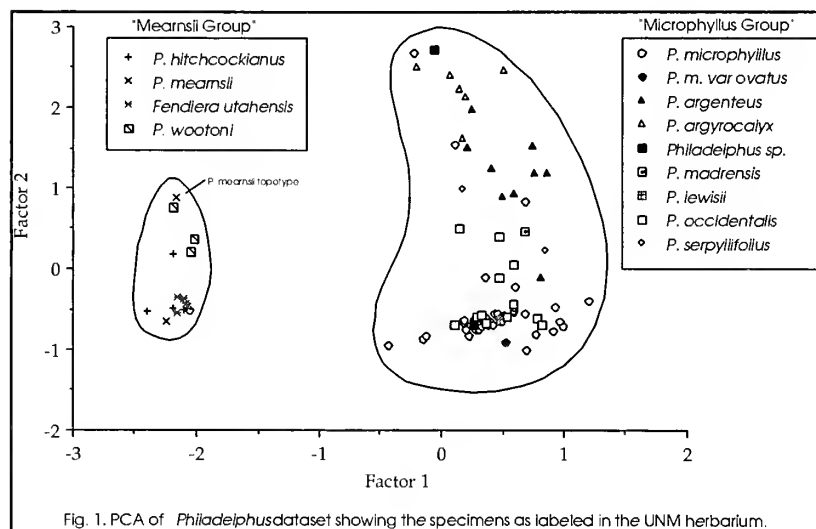 "Mearnsii Group"
P. hitchcockianus
P. mearnsii
Fendlera utahensis
P. wootoni
"Microphyllus Group"
P. microphyllus
P. m. var ovatus
P. argenteus
P. argyrocalyx
Philadelphus sp.
P. madrensis
P. lewisii
P. occidentalis
P. serpyllifolius
P. mearnsii topotype
Factor 2
3
2
1
0
-1
-2
-3
-2
-1
0
1
2
Factor 1
Fig. 1. PCA of Philadelphus dataset showing the specimens as labeled in the UNM herbarium.